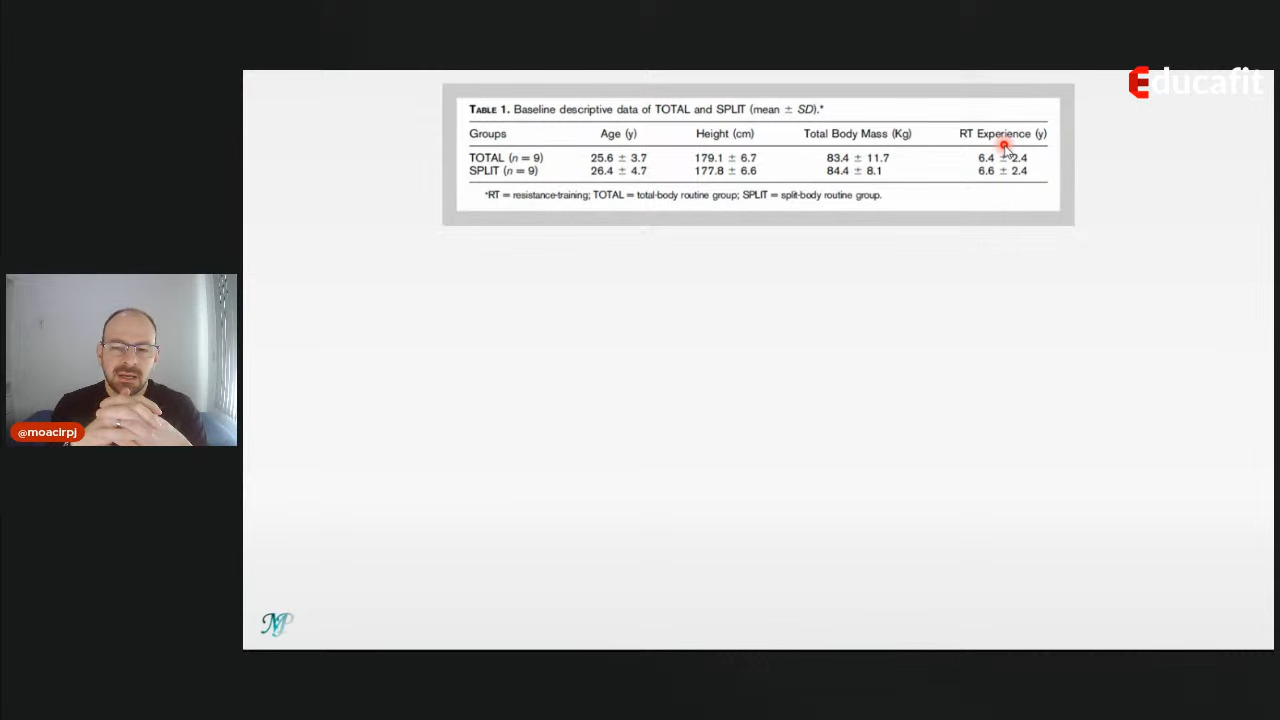 Educafit
TABLE 1. Baseline descriptive data of TOTAL and SPLIT (mean ± SD).*
Groups Age (y) Height (cm) Total Body Mass (Kg) RT Experience (y)
TOTAL (n = 9) 25.6 ± 3.7 179.1 ± 6.7 83.4 ± 11.7 6.4 ± 2.4
SPLIT (n = 9) 26.4 ± 4.7 177.8 ± 6.6 84.4 ± 8.1 6.6 ± 2.4
*RT = resistance-training; TOTAL = total-body routine group; SPLIT = split-body routine group.
@moacirpj
MP